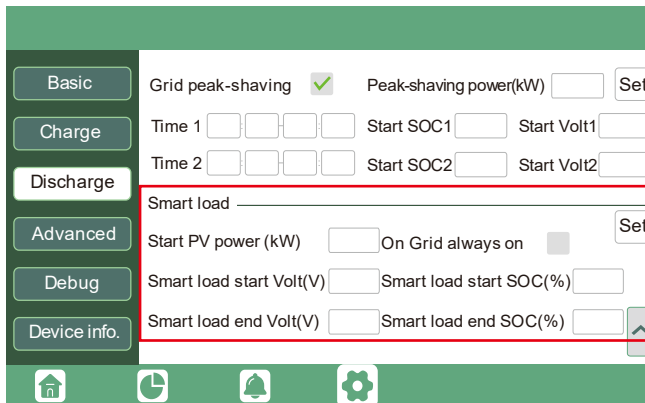 Basic
Charge
Discharge
Advanced
Debug
Device info.
Grid peak-shaving Peak-shaving power(kW) Set
Time 1 Start SOC1 Start Volt1
Time 2 Start SOC2 Start Volt2
Smart load
Set
Start PV power (kW) On Grid always on
Smart load start Volt(V) Smart load start SOC(%)
Smart load end Volt(V) Smart load end SOC(%)